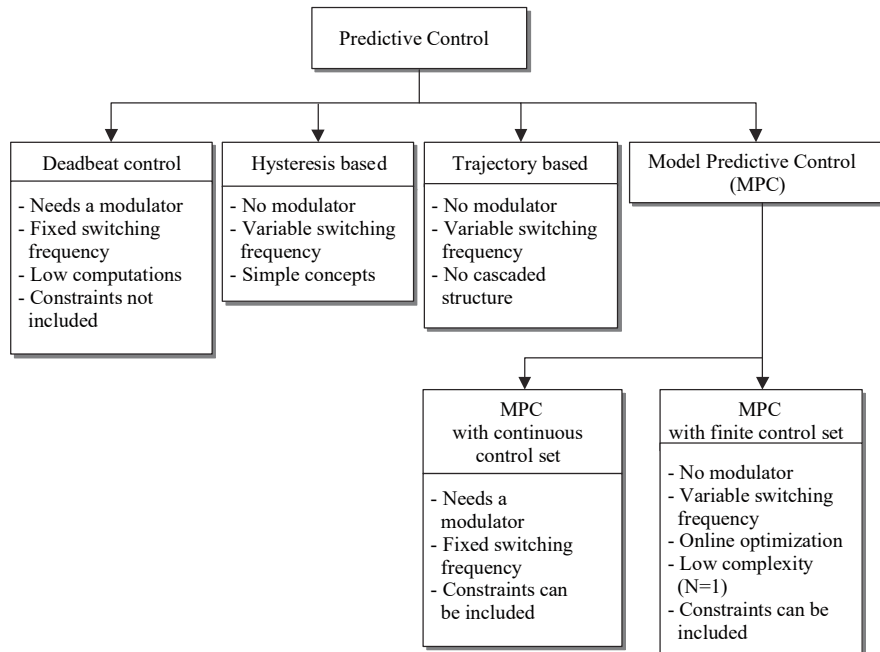 Predictive Control
Deadbeat control
- Needs a modulator
- Fixed switching
frequency
- Low computations
- Constraints not
included
Hysteresis based
- No modulator
- Variable switching
frequency
- Simple concepts
Trajectory based
- No modulator
- Variable switching
frequency
- No cascaded
structure
Model Predictive Control
(MPC)
MPC
with continuous
control set
- Needs a
modulator
- Fixed switching
frequency
- Constraints can
be included
MPC
with finite control set
- No modulator
- Variable switching
frequency
- Online optimization
- Low complexity
(N=1)
- Constraints can be
included